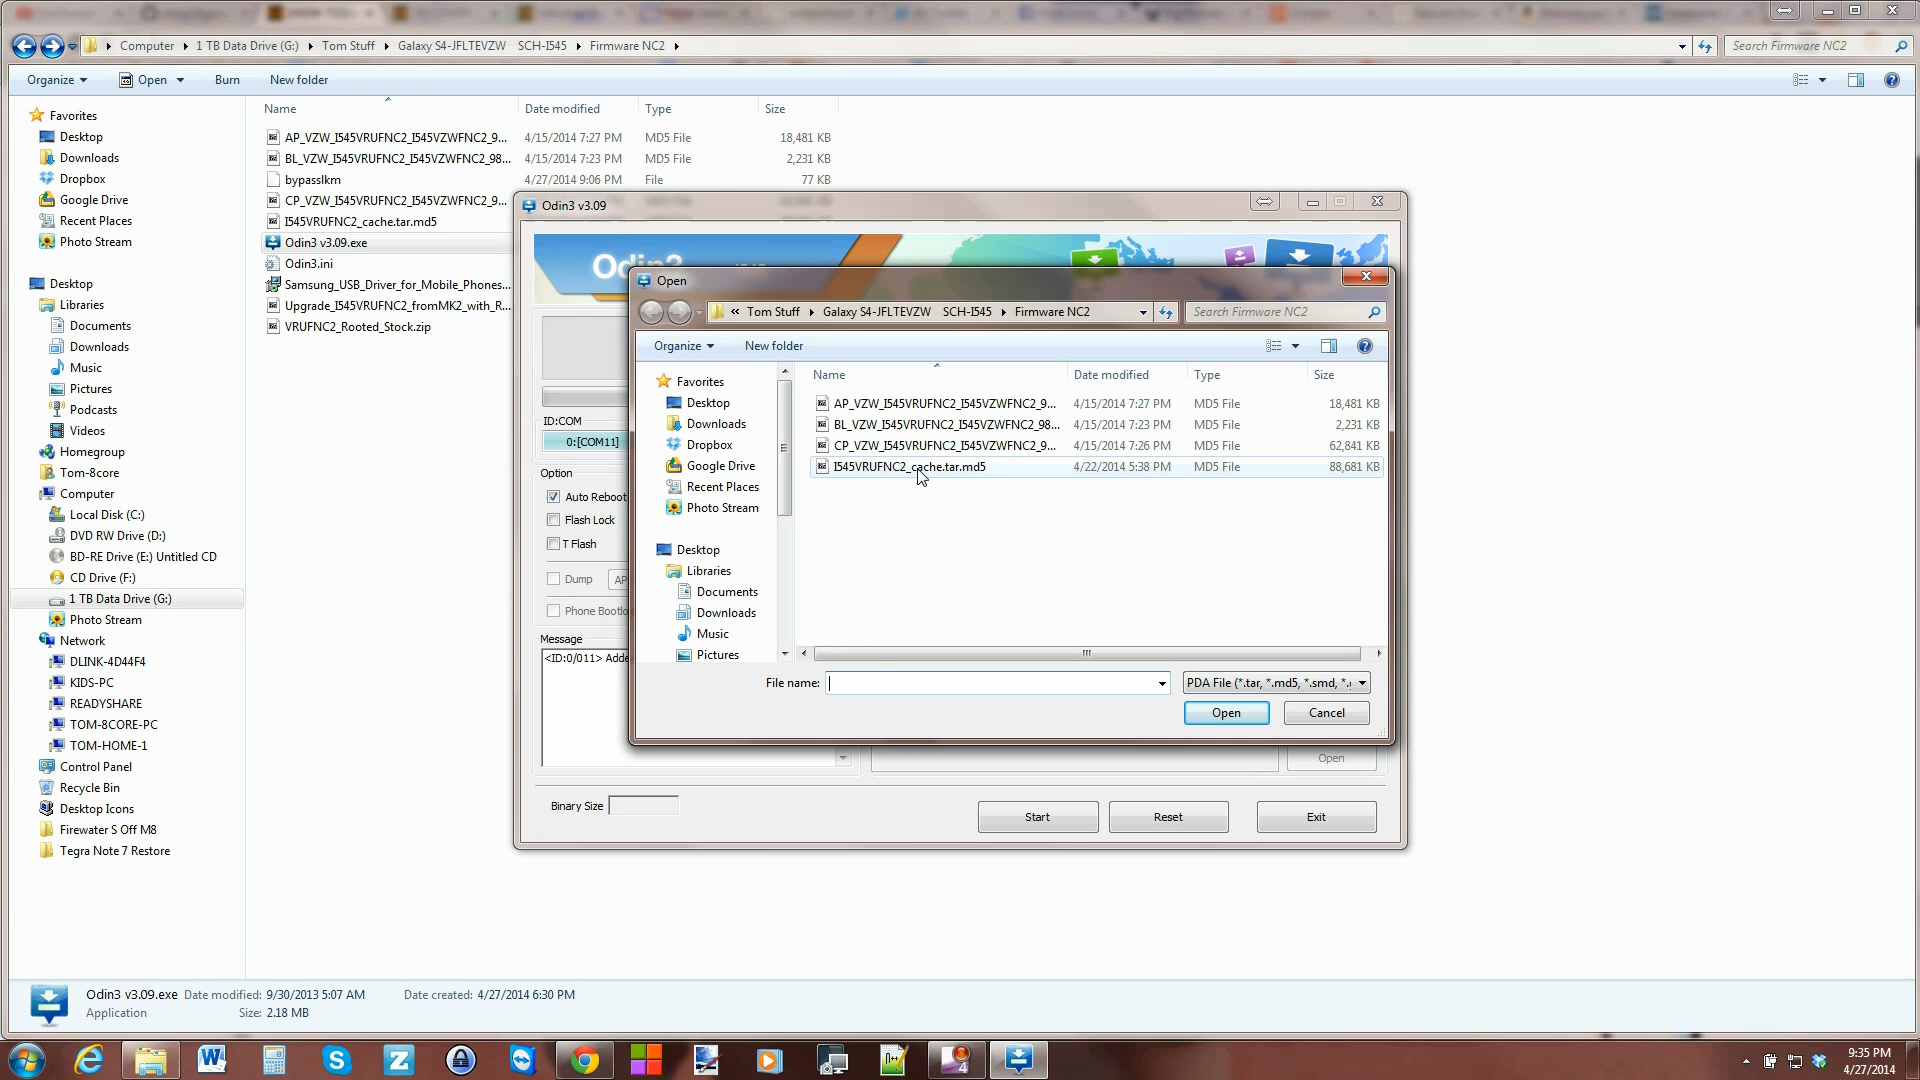 Computer ▸ 1 TB Data Drive (G:) ▸ Tom Stuff ▸ Galaxy S4-JFLTEVZW SCH-I545 ▸ Firmware NC2 ▸
Search Firmware NC2
Organize Open Burn New folder
Name Date modified Type Size
AP_VZW_I545VRUFNC2_I545VZWFNC2_9... 4/15/2014 7:27 PM MD5 File 18,481 KB
BL_VZW_I545VRUFNC2_I545VZWFNC2_98... 4/15/2014 7:23 PM MD5 File 2,231 KB
bypasslkm 4/27/2014 9:06 PM File 77 KB
CP_VZW_I545VRUFNC2_I545VZWFNC2_9...
I545VRUFNC2_cache.tar.md5
Odin3 v3.09.exe
Odin3.ini
Samsung_USB_Driver_for_Mobile_Phones...
Upgrade_I545VRUFNC2_fromMK2_with_R...
VRUFNC2_Rooted_Stock.zip
Favorites
Desktop
Downloads
Dropbox
Google Drive
Recent Places
Photo Stream
Desktop
Libraries
Documents
Downloads
Music
Pictures
Podcasts
Videos
Homegroup
Tom-8core
Computer
Local Disk (C:)
DVD RW Drive (D:)
BD-RE Drive (E:) Untitled CD
CD Drive (F:)
1 TB Data Drive (G:)
Photo Stream
Network
DLINK-4D44F4
KIDS-PC
READYSHARE
TOM-8CORE-PC
TOM-HOME-1
Control Panel
Recycle Bin
Desktop Icons
Firewater S Off M8
Tegra Note 7 Restore
Odin3 v3.09
Odin3
ID:COM
0:[COM11]
Option
Auto Reboot
Flash Lock
T Flash
Dump AP
Phone Bootlo
Message
<ID:0/011> Adde
Open
Binary Size
Start Reset Exit
Open
« Tom Stuff ▸ Galaxy S4-JFLTEVZW SCH-I545 ▸ Firmware NC2
Search Firmware NC2
Organize New folder
Favorites
Desktop
Downloads
Dropbox
Google Drive
Recent Places
Photo Stream
Desktop
Libraries
Documents
Downloads
Music
Pictures
Name Date modified Type Size
AP_VZW_I545VRUFNC2_I545VZWFNC2_9... 4/15/2014 7:27 PM MD5 File 18,481 KB
BL_VZW_I545VRUFNC2_I545VZWFNC2_98... 4/15/2014 7:23 PM MD5 File 2,231 KB
CP_VZW_I545VRUFNC2_I545VZWFNC2_9... 4/15/2014 7:26 PM MD5 File 62,841 KB
I545VRUFNC2_cache.tar.md5 4/22/2014 5:38 PM MD5 File 88,681 KB
File name: PDA File (*.tar, *.md5, *.smd, *.
Open Cancel
Odin3 v3.09.exe Date modified: 9/30/2013 5:07 AM Date created: 4/27/2014 6:30 PM
Application Size: 2.18 MB
9:35 PM
4/27/2014